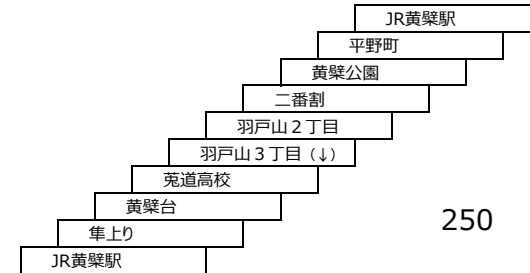 JR黄檗駅
平野町
黄檗公園
二番割
羽戸山２丁目
羽戸山３丁目（↓）
莵道高校
黄檗台
隼上り
JR黄檗駅
250